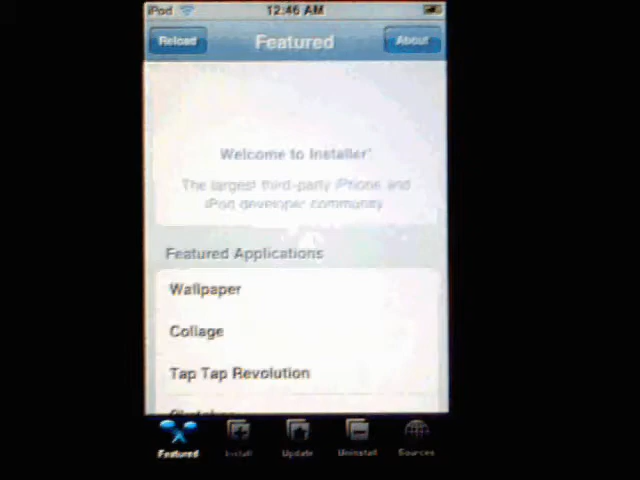 iPod 12:46 AM
Reload Featured About
Welcome to Installer
The largest third-party iPhone and
iPod developer community
Featured Applications
Wallpaper
Collage
Tap Tap Revolution
Featured Install Update Uninstall Sources